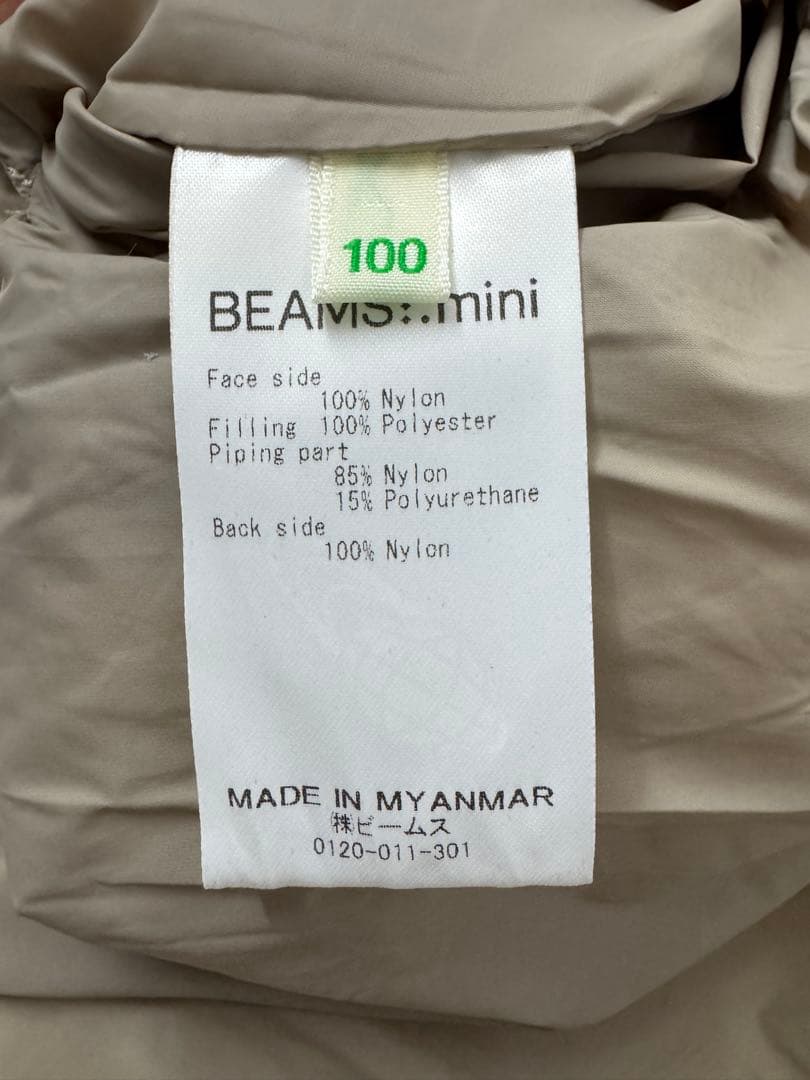 100
BEAMS:.mini
Face side
100% Nylon
Filling 100% Polyester
Piping part
85% Nylon
15% Polyurethane
Back side
100% Nylon
MADE IN MYANMAR
㈱ビームス
0120-011-301